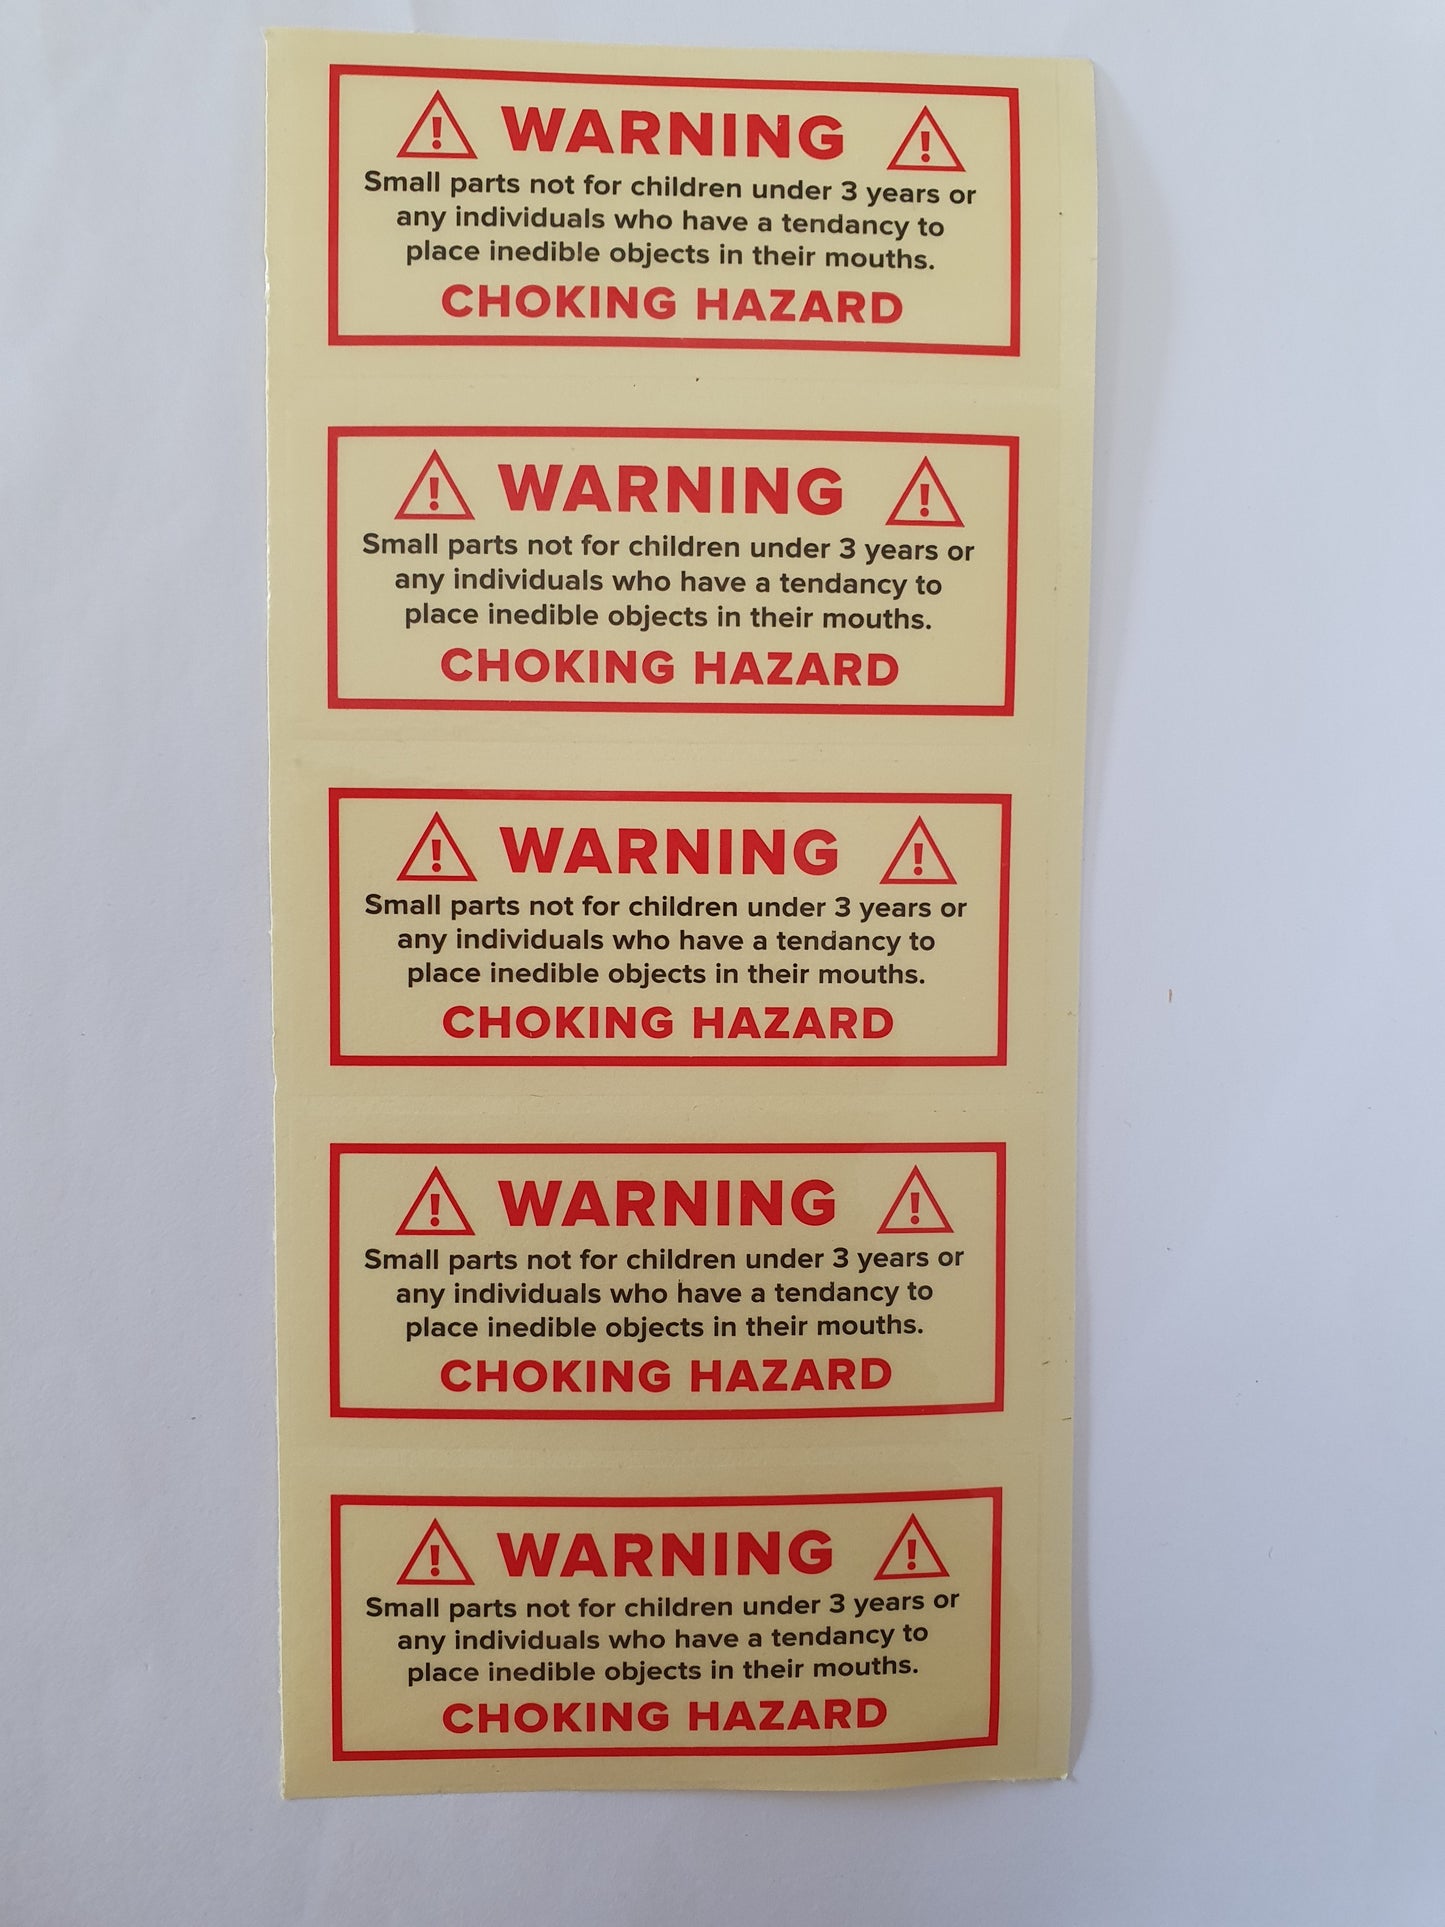 WARNING
Small parts not for children under 3 years or
any individuals who have a tendancy to
place inedible objects in their mouths.
CHOKING HAZARD
WARNING
Small parts not for children under 3 years or
any individuals who have a tendancy to
place inedible objects in their mouths.
CHOKING HAZARD
WARNING
Small parts not for children under 3 years or
any individuals who have a tendancy to
place inedible objects in their mouths.
CHOKING HAZARD
WARNING
Small parts not for children under 3 years or
any individuals who have a tendancy to
place inedible objects in their mouths.
CHOKING HAZARD
WARNING
Small parts not for children under 3 years or
any individuals who have a tendancy to
place inedible objects in their mouths.
CHOKING HAZARD